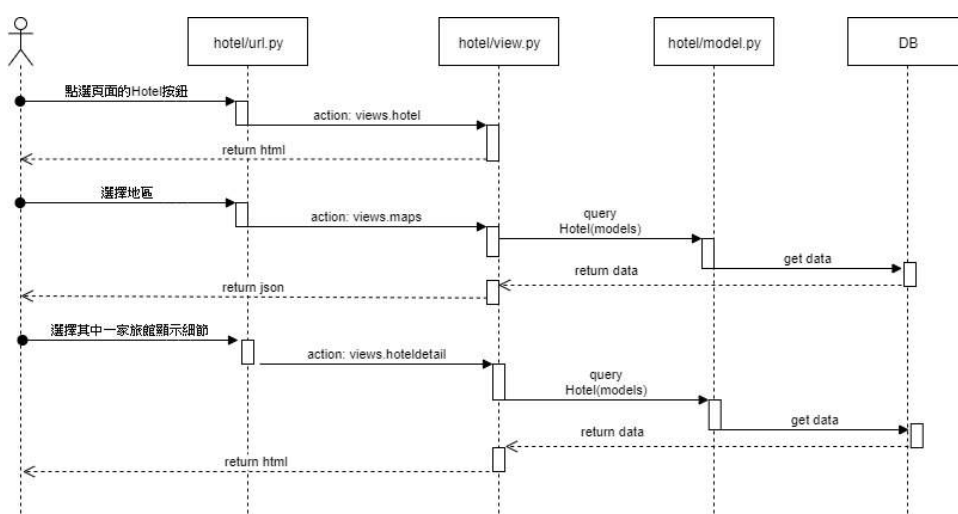 hotel/url.py
hotel/view.py
hotel/model.py
DB
點選頁面的Hotel按鈕
action: views.hotel
return html
選擇地區
action: views.maps
query
Hotel(models)
get data
return data
return json
選擇其中一家旅館顯示細節
action: views.hoteldetail
query
Hotel(models)
get data
return data
return html